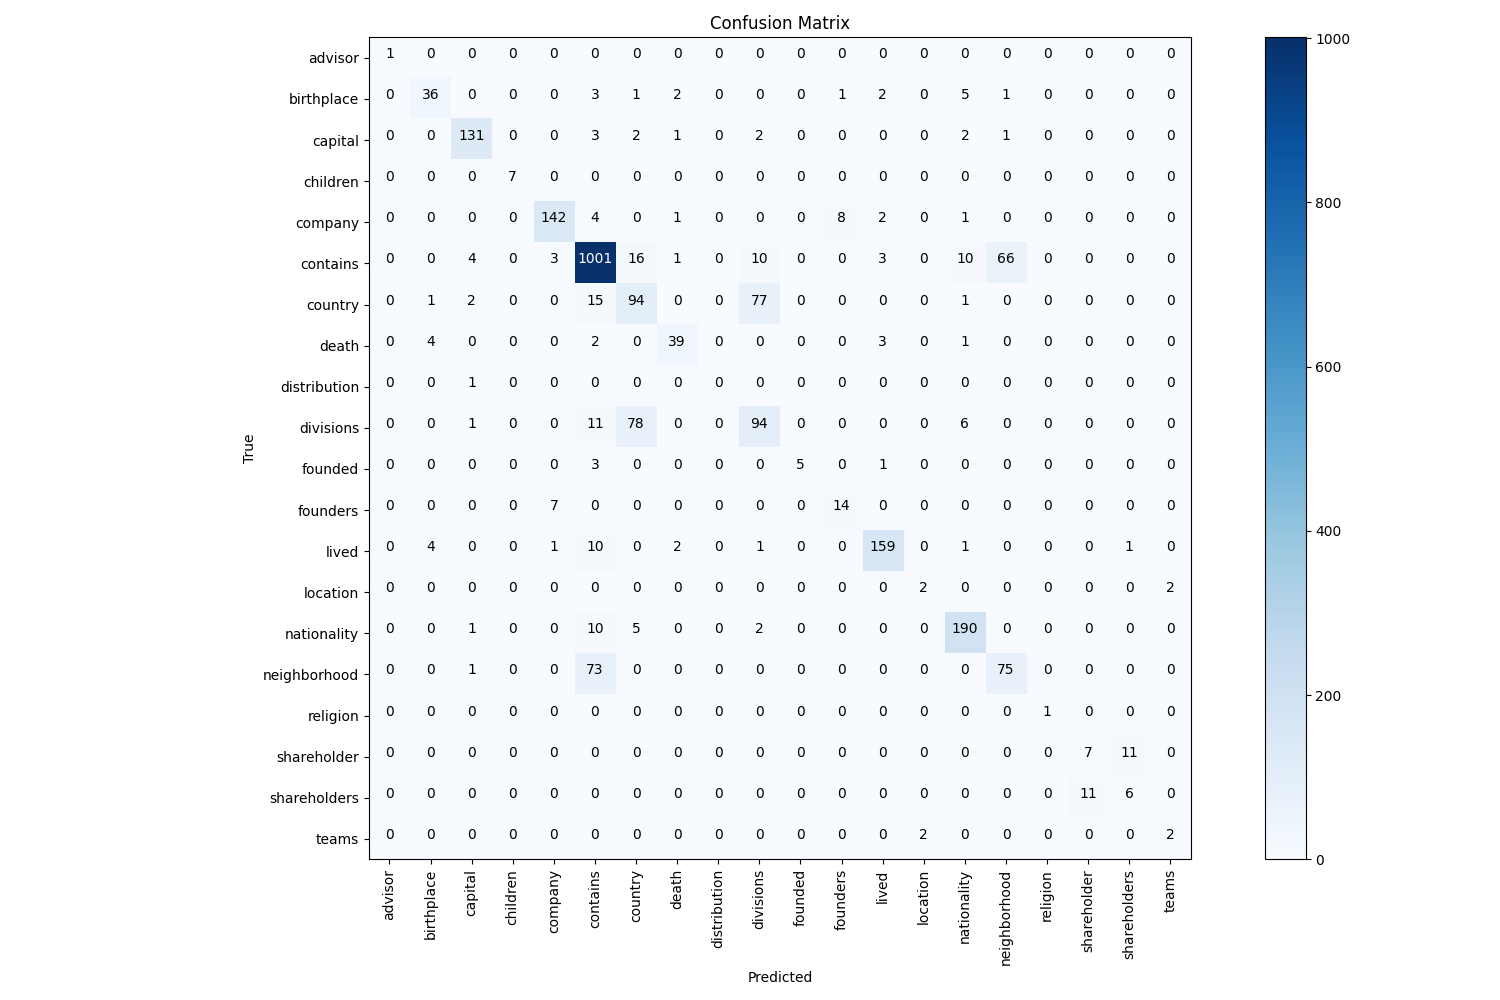 Confusion Matrix
advisor 1 0 0 0 0 0 0 0 0 0 0 0 0 0 0 0 0 0 0 0
birthplace 0 36 0 0 0 3 1 2 0 0 0 1 2 0 5 1 0 0 0 0
capital 0 0 131 0 0 3 2 1 0 2 0 0 0 0 2 1 0 0 0 0
children 0 0 0 7 0 0 0 0 0 0 0 0 0 0 0 0 0 0 0 0
company 0 0 0 0 142 4 0 1 0 0 0 8 2 0 1 0 0 0 0 0
contains 0 0 4 0 3 1001 16 1 0 10 0 0 3 0 10 66 0 0 0 0
country 0 1 2 0 0 15 94 0 0 77 0 0 0 0 1 0 0 0 0 0
death 0 4 0 0 0 2 0 39 0 0 0 0 3 0 1 0 0 0 0 0
distribution 0 0 1 0 0 0 0 0 0 0 0 0 0 0 0 0 0 0 0 0
divisions 0 0 1 0 0 11 78 0 0 94 0 0 0 0 6 0 0 0 0 0
founded 0 0 0 0 0 3 0 0 0 0 5 0 1 0 0 0 0 0 0 0
founders 0 0 0 0 7 0 0 0 0 0 0 14 0 0 0 0 0 0 0 0
lived 0 4 0 0 1 10 0 2 0 1 0 0 159 0 1 0 0 0 1 0
location 0 0 0 0 0 0 0 0 0 0 0 0 0 2 0 0 0 0 0 2
nationality 0 0 1 0 0 10 5 0 0 2 0 0 0 0 190 0 0 0 0 0
neighborhood 0 0 1 0 0 73 0 0 0 0 0 0 0 0 0 75 0 0 0 0
religion 0 0 0 0 0 0 0 0 0 0 0 0 0 0 0 0 1 0 0 0
shareholder 0 0 0 0 0 0 0 0 0 0 0 0 0 0 0 0 0 7 11 0
shareholders 0 0 0 0 0 0 0 0 0 0 0 0 0 0 0 0 0 11 6 0
teams 0 0 0 0 0 0 0 0 0 0 0 0 0 2 0 0 0 0 0 2
True
advisor birthplace capital children company contains country death distribution divisions founded founders lived location nationality neighborhood religion shareholder shareholders teams
Predicted
1000
800
600
400
200
0